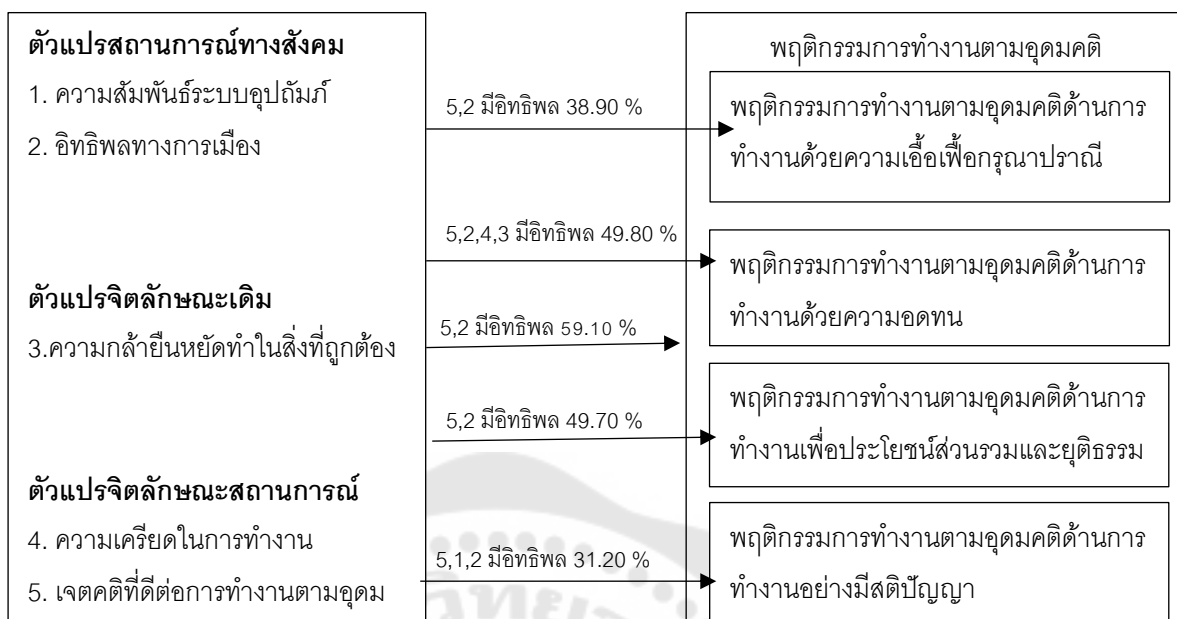 ตัวแปรสถานการณ์ทางสังคม
1. ความสัมพันธ์ระบบอุปถัมภ์
2. อิทธิพลทางการเมือง
ตัวแปรจิตลักษณะเดิม
3.ความกล้ายืนหยัดทำในสิ่งที่ถูกต้อง
ตัวแปรจิตลักษณะสถานการณ์
4. ความเครียดในการทำงาน
5. เจตคติที่ดีต่อการทำงานตามอุดม
5,2 มีอิทธิพล 38.90 %
5,2,4,3 มีอิทธิพล 49.80 %
5,2 มีอิทธิพล 59.10 %
5,2 มีอิทธิพล 49.70 %
5,1,2 มีอิทธิพล 31.20 %
พฤติกรรมการทำงานตามอุดมคติ
พฤติกรรมการทำงานตามอุดมคติด้านการ
ทำงานด้วยความเอื้อเฟื้อกรุณาปราณี
พฤติกรรมการทำงานตามอุดมคติด้านการ
ทำงานด้วยความอดทน
พฤติกรรมการทำงานตามอุดมคติด้านการ
ทำงานเพื่อประโยชน์ส่วนรวมและยุติธรรม
พฤติกรรมการทำงานตามอุดมคติด้านการ
ทำงานอย่างมีสติปัญญา